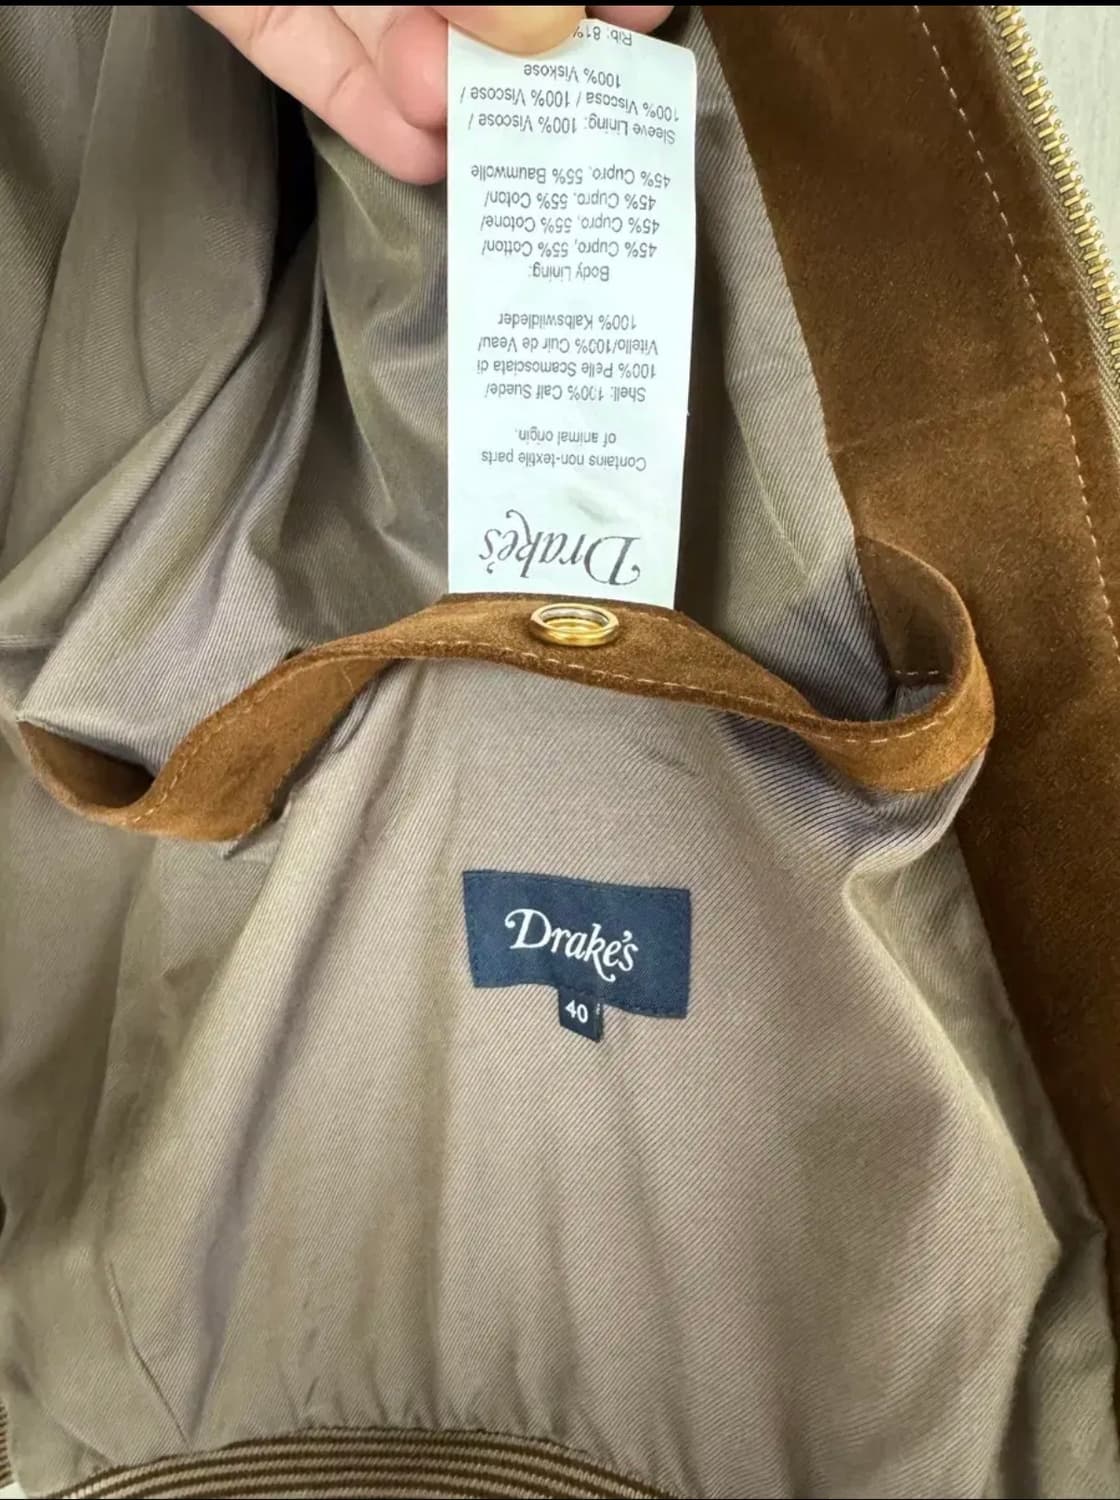 Drake's
Contains non-textile parts
of animal origin.
Shell: 100% Calf Suede/
100% Pelle Scamosciata di
Vitello/100% Cuir de Veau/
100% Kalbswildleder
Body Lining:
45% Cupro, 55% Cotton/
45% Cupro, 55% Cotone/
45% Cupro, 55% Coton/
45% Cupro, 55% Baumwolle
Sleeve Lining: 100% Viscose /
100% Viscosa / 100% Viscose /
100% Viskose
Rib: 81%
Drake's
40